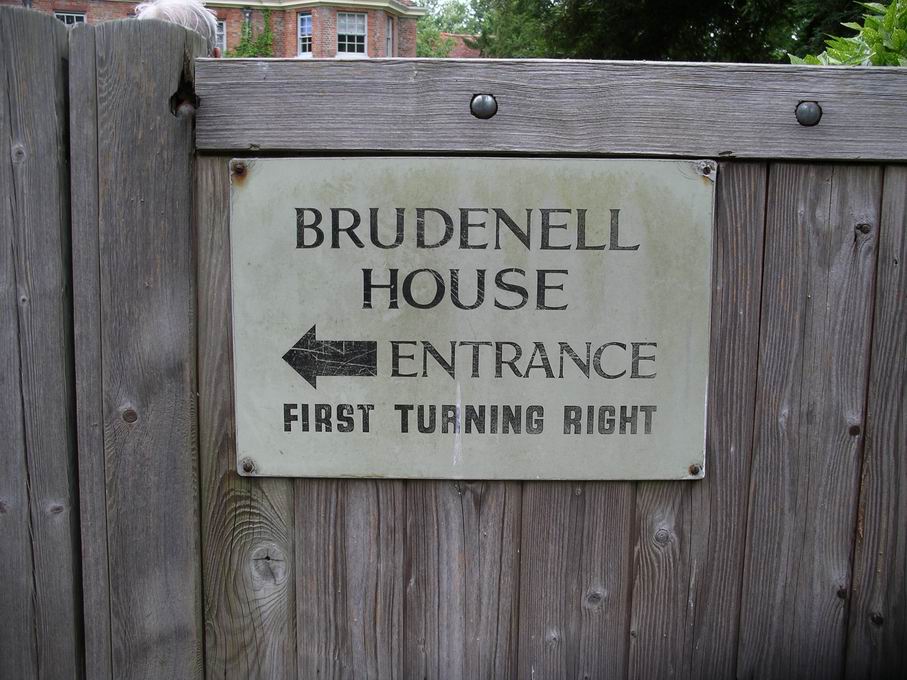 BRUDENELL
HOUSE
ENTRANCE
FIRST TURNING RIGHT